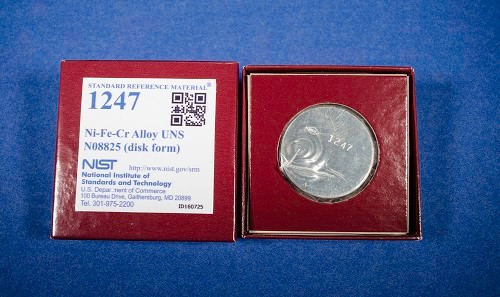 STANDARD REFERENCE MATERIAL®
1247
Ni-Fe-Cr Alloy UNS
N08825 (disk form)
NIST http://www.nist.gov/srm
National Institute of
Standards and Technology
U.S. Department of Commerce
100 Bureau Drive, Gaithersburg, MD 20899
Tel. 301-975-2200
ID160725
1247